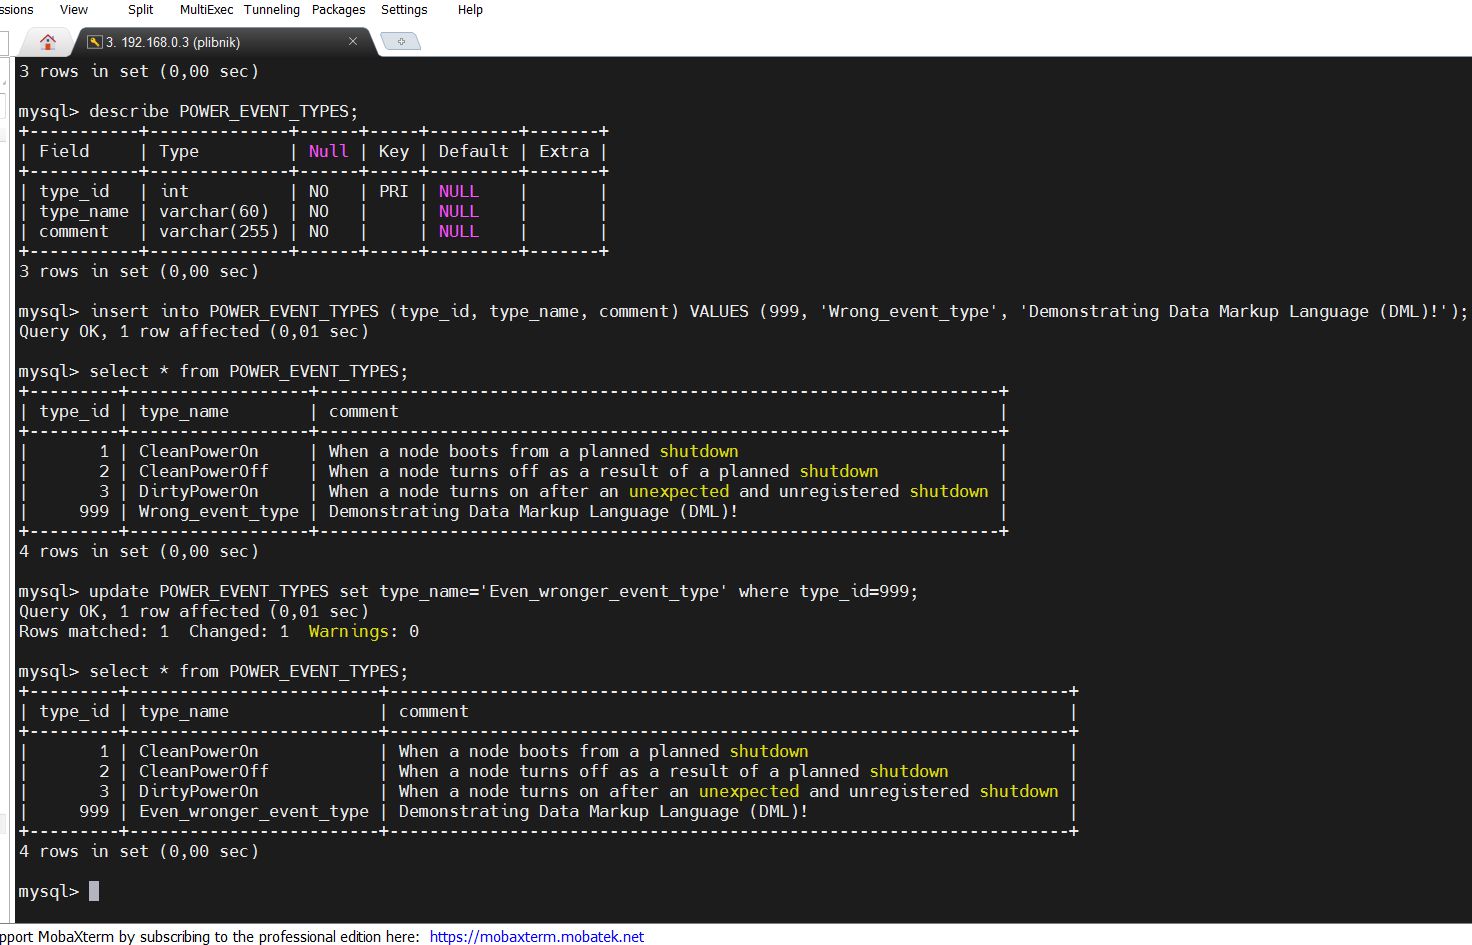 ssions View Split MultiExec Tunneling Packages Settings Help
3. 192.168.0.3 (plibnik)
3 rows in set (0,00 sec)
mysql> describe POWER_EVENT_TYPES;
+-----------+--------------+------+-----+---------+-------+
| Field     | Type         | Null | Key | Default | Extra |
+-----------+--------------+------+-----+---------+-------+
| type_id   | int          | NO   | PRI | NULL    |       |
| type_name | varchar(60)  | NO   |     | NULL    |       |
| comment   | varchar(255) | NO   |     | NULL    |       |
+-----------+--------------+------+-----+---------+-------+
3 rows in set (0,00 sec)
mysql> insert into POWER_EVENT_TYPES (type_id, type_name, comment) VALUES (999, 'Wrong_event_type', 'Demonstrating Data Markup Language (DML)!');
Query OK, 1 row affected (0,01 sec)
mysql> select * from POWER_EVENT_TYPES;
+---------+------------------+--------------------------------------------------------------------+
| type_id | type_name        | comment                                                            |
+---------+------------------+--------------------------------------------------------------------+
|       1 | CleanPowerOn     | When a node boots from a planned shutdown                          |
|       2 | CleanPowerOff    | When a node turns off as a result of a planned shutdown            |
|       3 | DirtyPowerOn     | When a node turns on after an unexpected and unregistered shutdown |
|     999 | Wrong_event_type | Demonstrating Data Markup Language (DML)!                          |
+---------+------------------+--------------------------------------------------------------------+
4 rows in set (0,00 sec)
mysql> update POWER_EVENT_TYPES set type_name='Even_wronger_event_type' where type_id=999;
Query OK, 1 row affected (0,01 sec)
Rows matched: 1  Changed: 1  Warnings: 0
mysql> select * from POWER_EVENT_TYPES;
+---------+-------------------------+--------------------------------------------------------------------+
| type_id | type_name               | comment                                                            |
+---------+-------------------------+--------------------------------------------------------------------+
|       1 | CleanPowerOn            | When a node boots from a planned shutdown                          |
|       2 | CleanPowerOff           | When a node turns off as a result of a planned shutdown            |
|       3 | DirtyPowerOn            | When a node turns on after an unexpected and unregistered shutdown |
|     999 | Even_wronger_event_type | Demonstrating Data Markup Language (DML)!                          |
+---------+-------------------------+--------------------------------------------------------------------+
4 rows in set (0,00 sec)
mysql>
pport MobaXterm by subscribing to the professional edition here: https://mobaxterm.mobatek.net